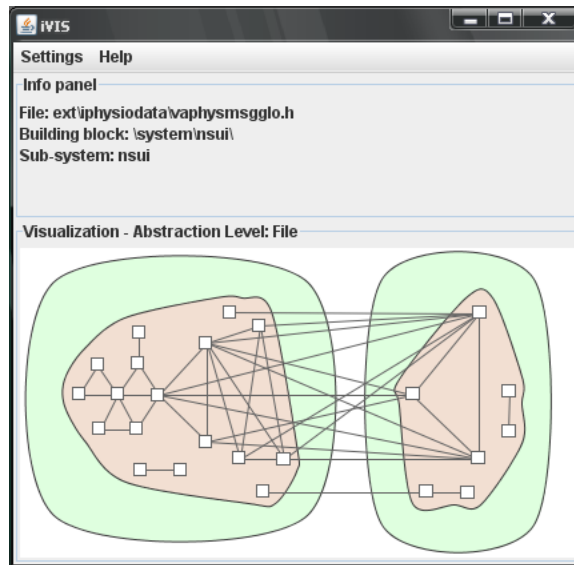 iVIS
Settings Help
Info panel
File: ext\iphysiodata\vaphysmsgglo.h
Building block: \system\nsui\
Sub-system: nsui
Visualization - Abstraction Level: File